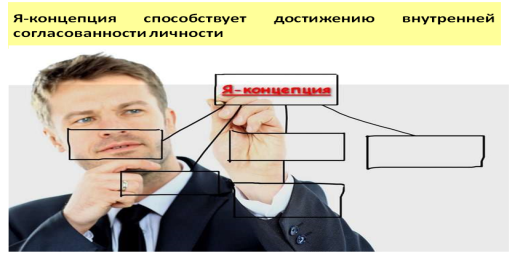 Я-концепция способствует достижению внутренней
согласованности личности
Я-концепция